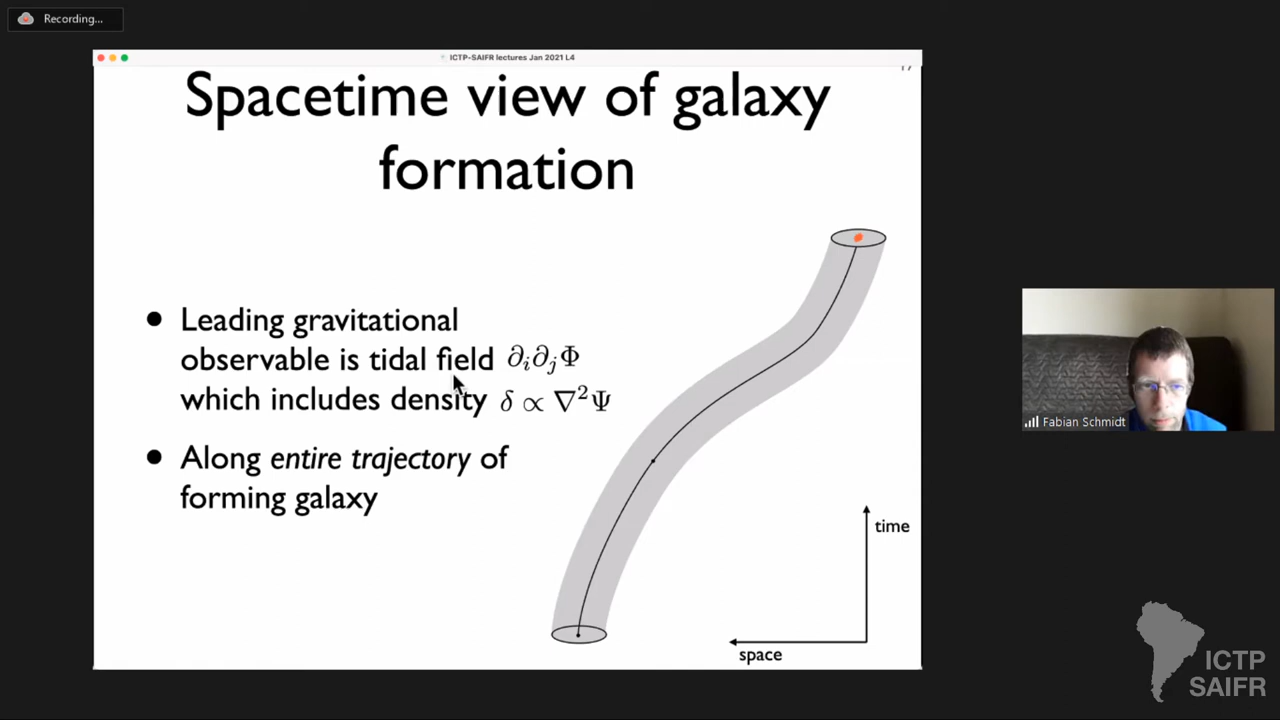 Recording...
ICTP-SAIFR lectures Jan 2021 L4
Spacetime view of galaxy
formation
• Leading gravitational
observable is tidal field ∂i∂jΦ
which includes density δ ∝ ∇²Ψ
• Along entire trajectory of
forming galaxy
time
space
Fabian Schmidt
ICTP
SAIFR